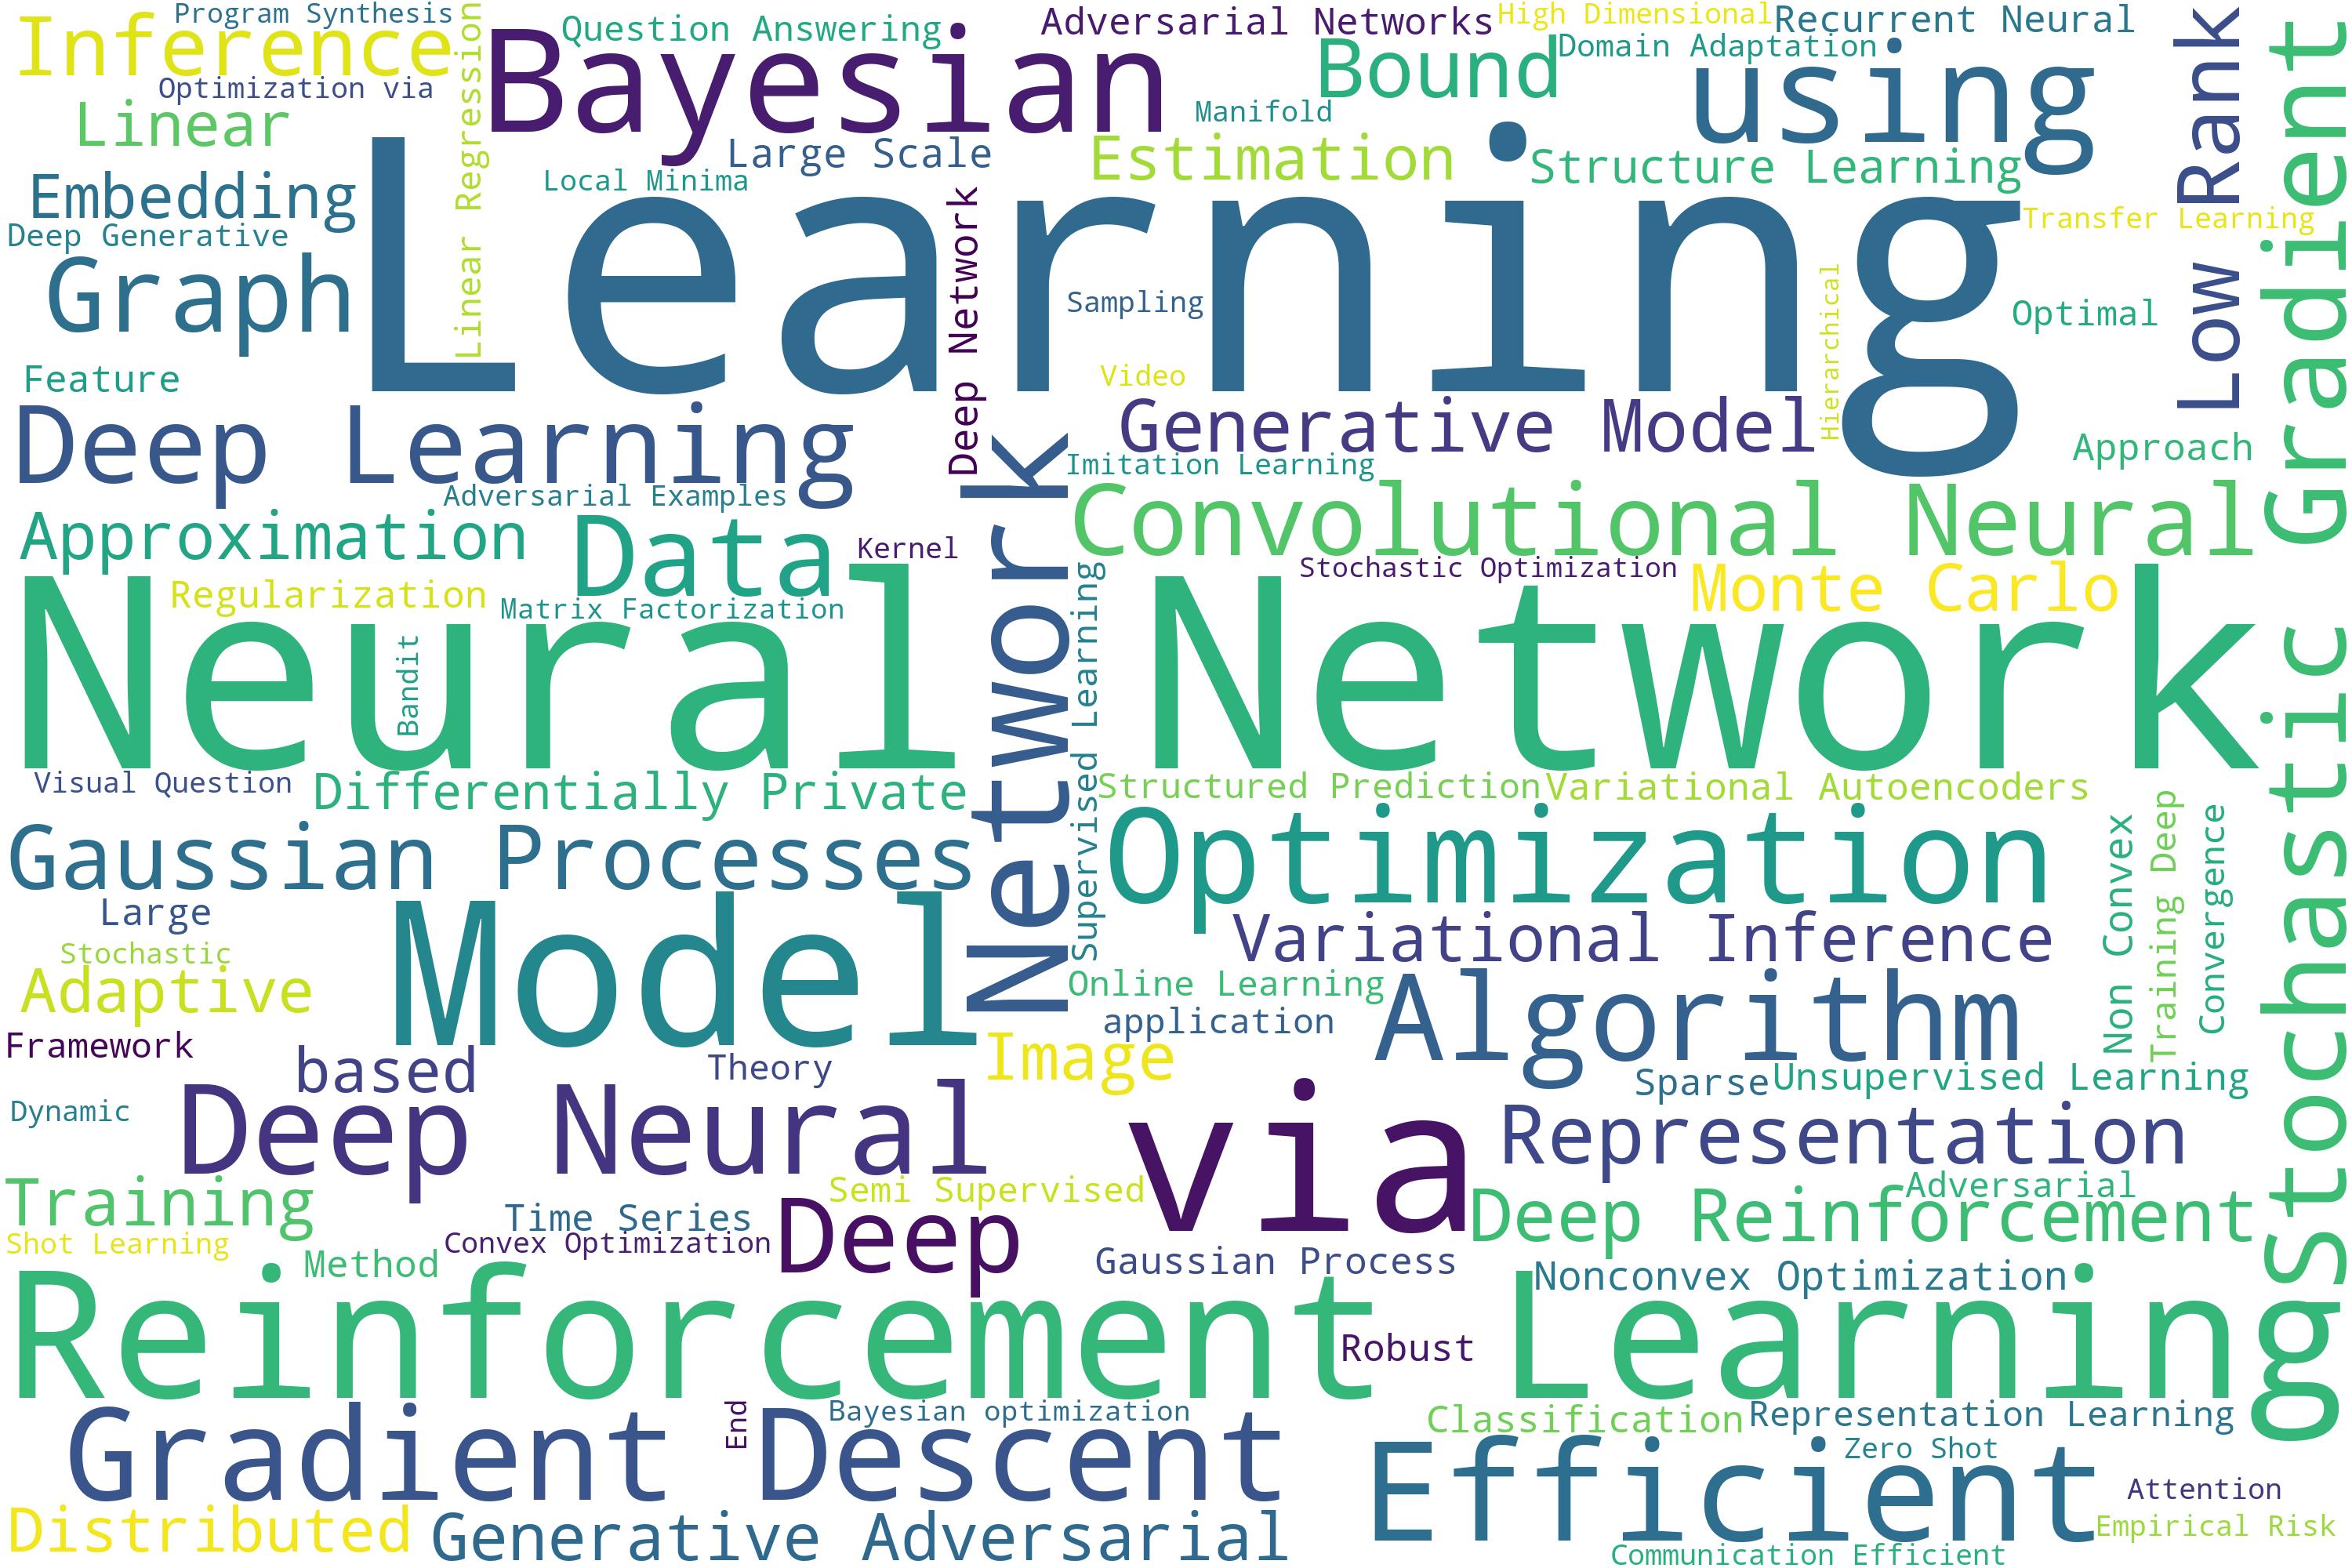 Program Synthesis
Inference
Optimization via
Linear
Linear Regression
Question Answering
Bayesian
Adversarial Networks
High Dimensional
Recurrent Neural
Bound
Domain Adaptation
using
Low Rank
Stochastic Gradient
Manifold
Large Scale
Estimation
Structure Learning
Local Minima
Embedding
Deep Generative
Graph
Learning
Transfer Learning
Deep Network
Sampling
Hierarchical
Optimal
Feature
Video
Deep Learning
Generative Model
Approach
Imitation Learning
Adversarial Examples
Convolutional Neural
Approximation
Data
Kernel
Network
Stochastic Optimization
Monte Carlo
Regularization
Matrix Factorization
Supervised Learning
Neural Network
Bandit
Visual Question
Differentially Private
Structured Prediction
Variational Autoencoders
Gaussian Processes
Optimization
Non Convex
Training Deep
Convergence
Large
Model
Variational Inference
Stochastic
Adaptive
Online Learning
Algorithm
application
Framework
based
Theory
Image
Sparse
Unsupervised Learning
Dynamic
Deep Neural
via
Representation
Training
Semi Supervised
Adversarial
Time Series
Deep
Deep Reinforcement
Shot Learning
Convex Optimization
Method
Gaussian Process
Nonconvex Optimization
Reinforcement Learning
Robust
Gradient Descent
End
Bayesian optimization
Classification
Representation Learning
Efficient
Zero Shot
Attention
Distributed
Generative Adversarial
Empirical Risk
Communication Efficient